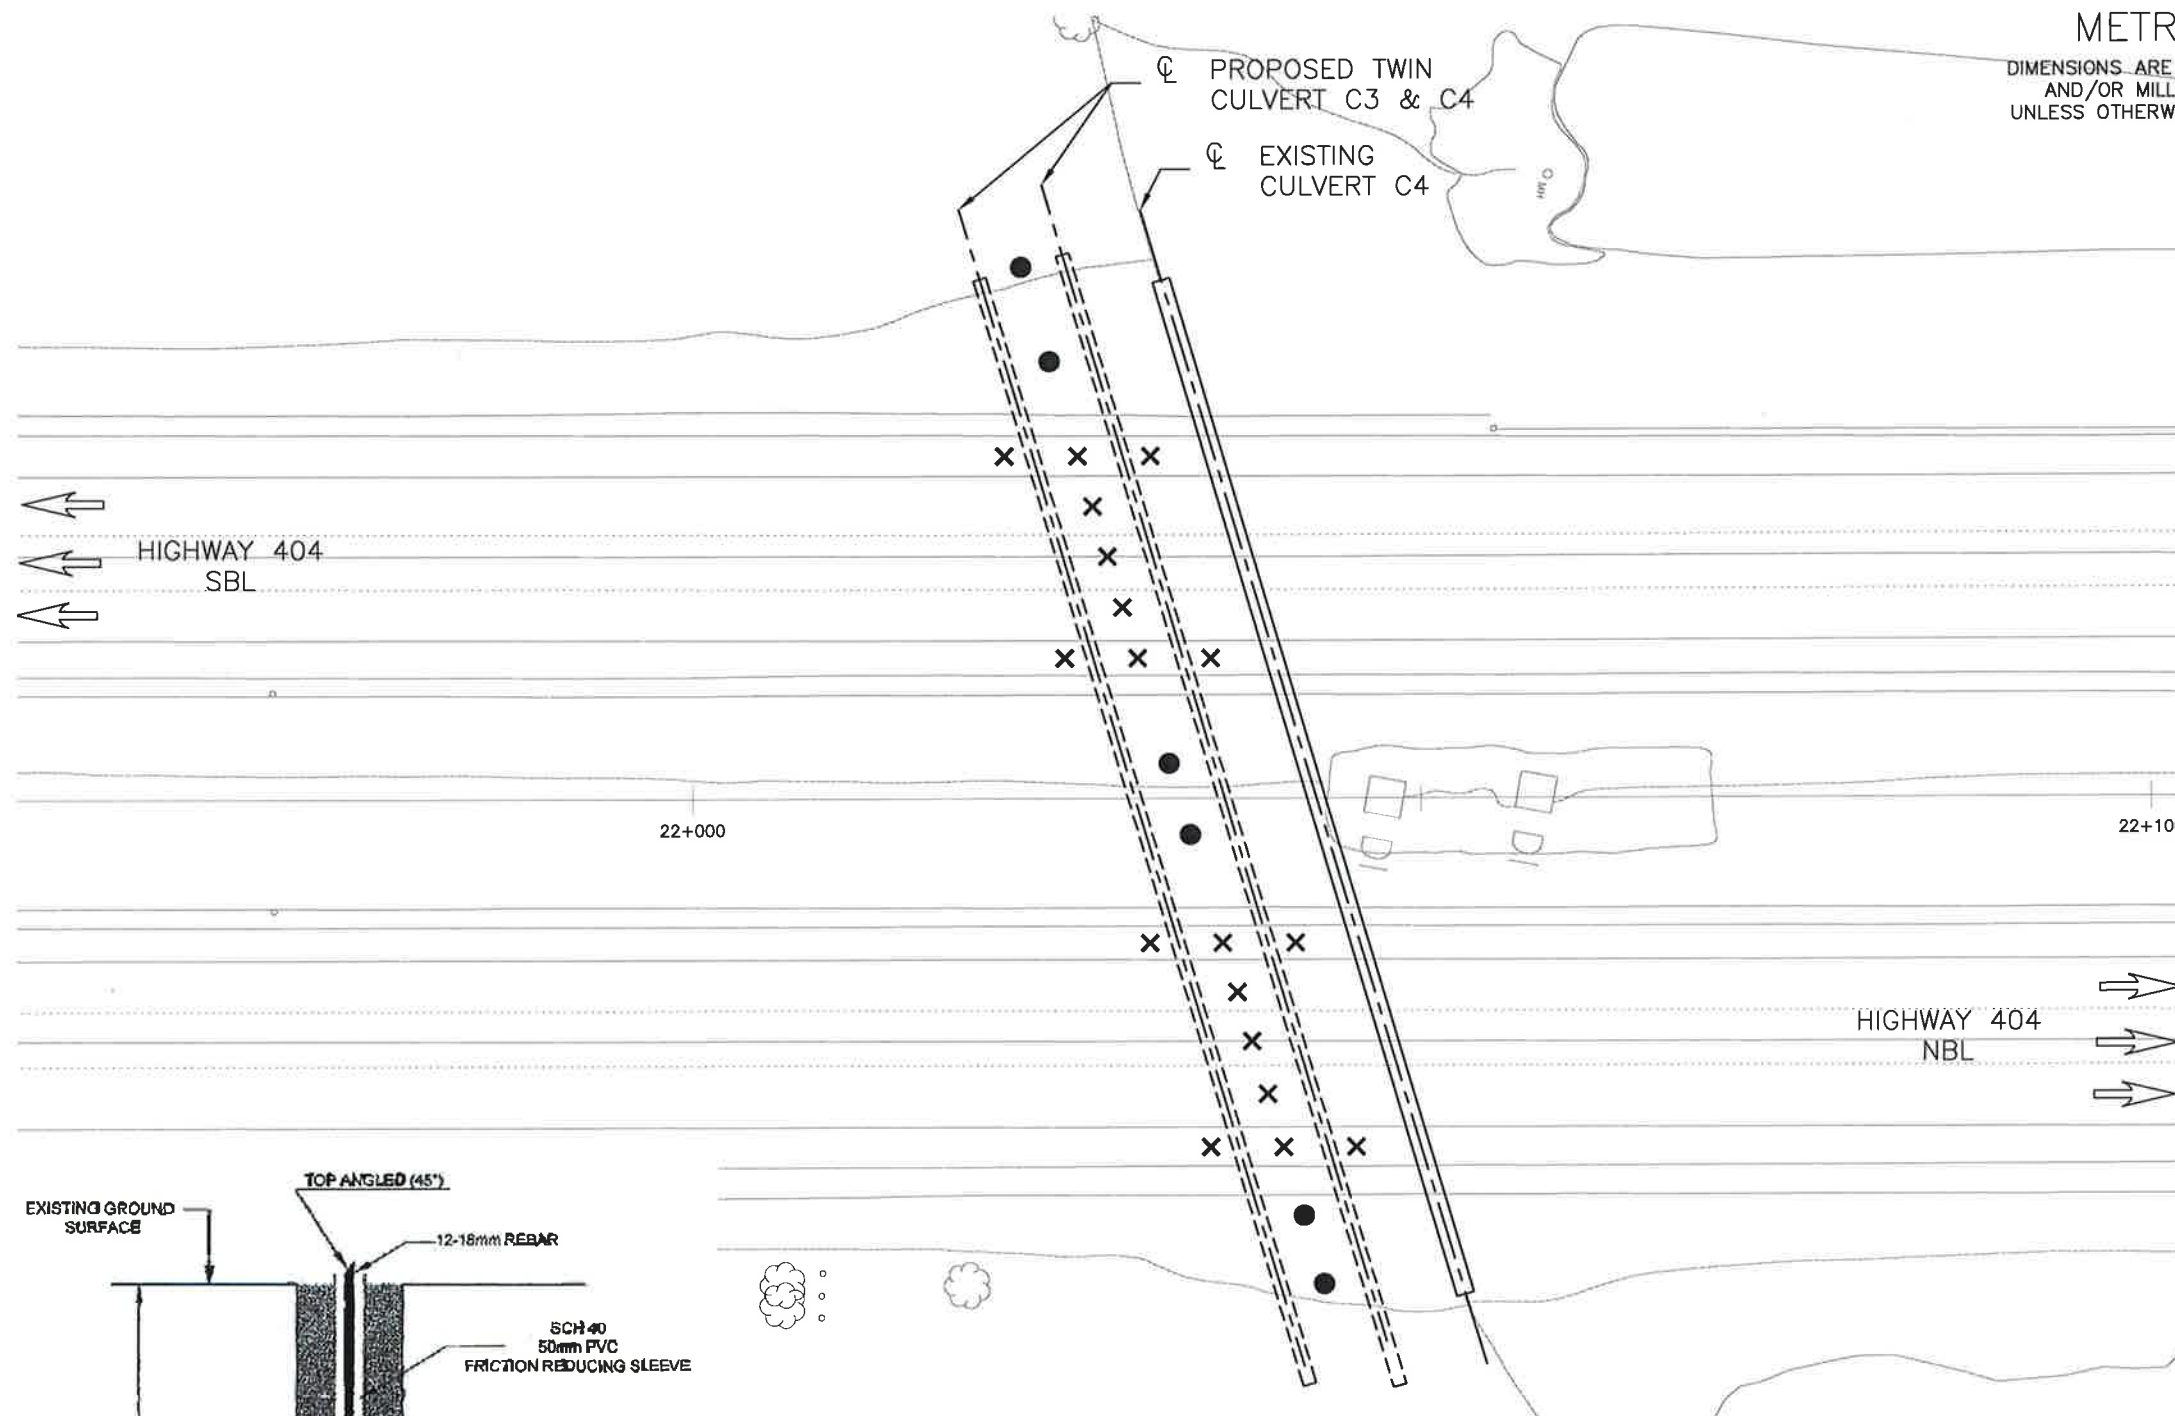 METR
DIMENSIONS ARE
AND/OR MILL
UNLESS OTHERW
℄ PROPOSED TWIN
CULVERT C3 & C4
℄ EXISTING
CULVERT C4
MH
HIGHWAY 404
SBL
22+000
22+10
HIGHWAY 404
NBL
TOP ANGLED (45°)
EXISTING GROUND
SURFACE
12-18mm REBAR
SCH 40
50mm PVC
FRICTION REDUCING SLEEVE